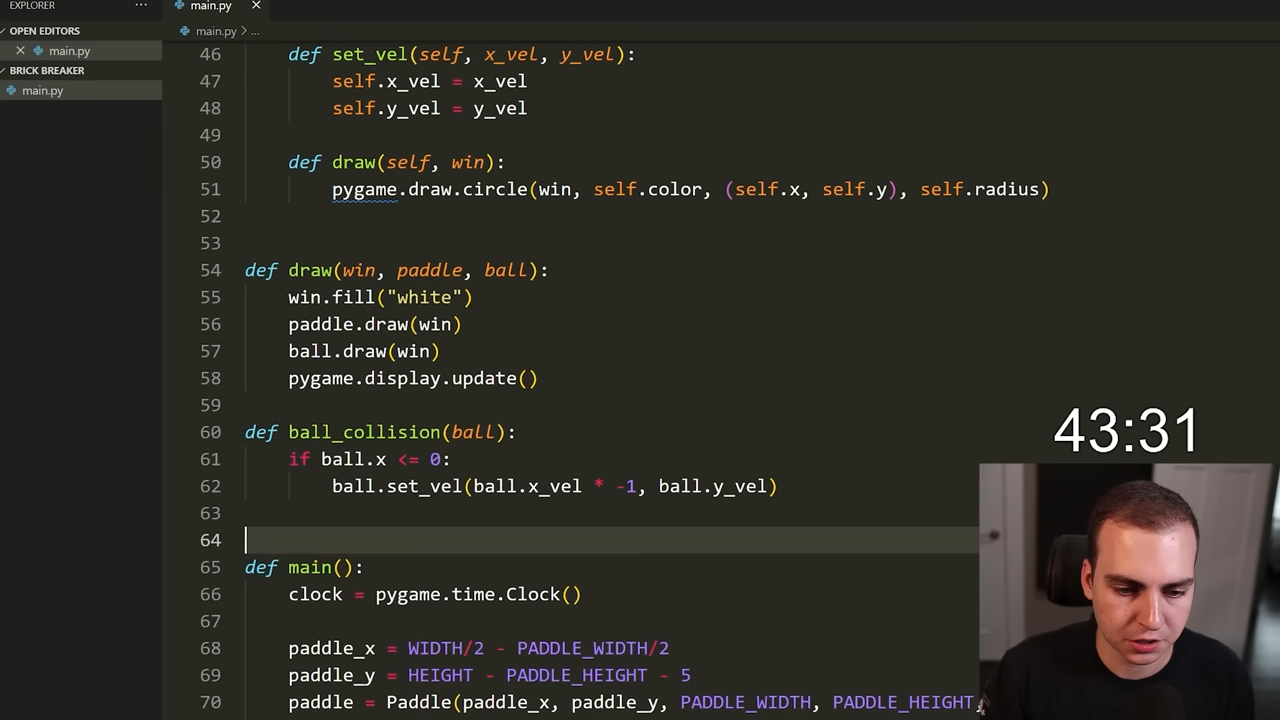 EXPLORER ...
main.py ×
OPEN EDITORS
main.py > ...
× main.py
BRICK BREAKER
main.py
46 def set_vel(self, x_vel, y_vel):
47 self.x_vel = x_vel
48 self.y_vel = y_vel
49
50 def draw(self, win):
51 pygame.draw.circle(win, self.color, (self.x, self.y), self.radius)
52
53
54 def draw(win, paddle, ball):
55 win.fill("white")
56 paddle.draw(win)
57 ball.draw(win)
58 pygame.display.update()
59
60 def ball_collision(ball):
61 if ball.x <= 0:
62 ball.set_vel(ball.x_vel * -1, ball.y_vel)
63
64
65 def main():
66 clock = pygame.time.Clock()
67
68 paddle_x = WIDTH/2 - PADDLE_WIDTH/2
69 paddle_y = HEIGHT - PADDLE_HEIGHT - 5
70 paddle = Paddle(paddle_x, paddle_y, PADDLE_WIDTH, PADDLE_HEIGHT,
43:31